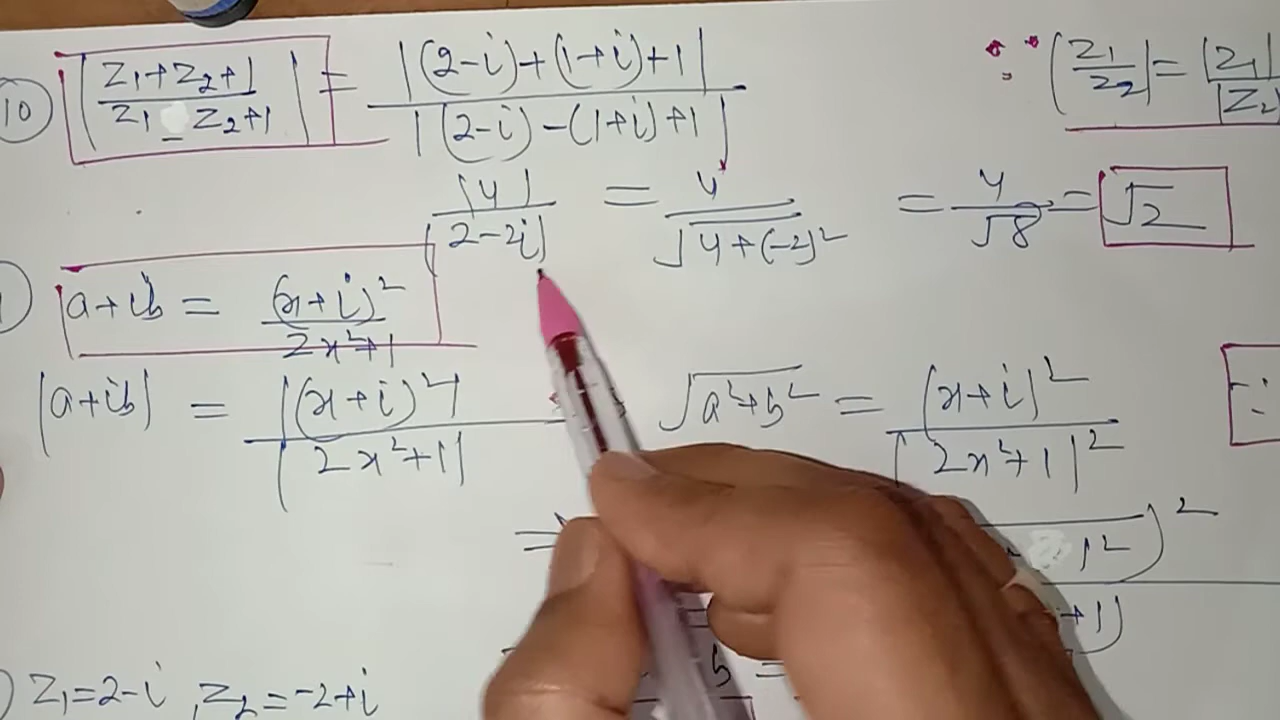 10) |(z₁+z₂+1)/(z₁-z₂+1)| = |(2-i)+(1+i)+1| / |(2-i)-(1+i)+1| ∵ |z₁/z₂| = |z₁|/|z₂|
|4|/|2-2i| = 4/√(4+(-2)²) = 4/√8 = √2
a+ib = (x+i)²/(2x²+1)
|a+ib| = |(x+i)²|/|2x²+1| √(a²+b²) = |x+i|²/|2x²+1|²
z₁=2-i, z₂=-2+i